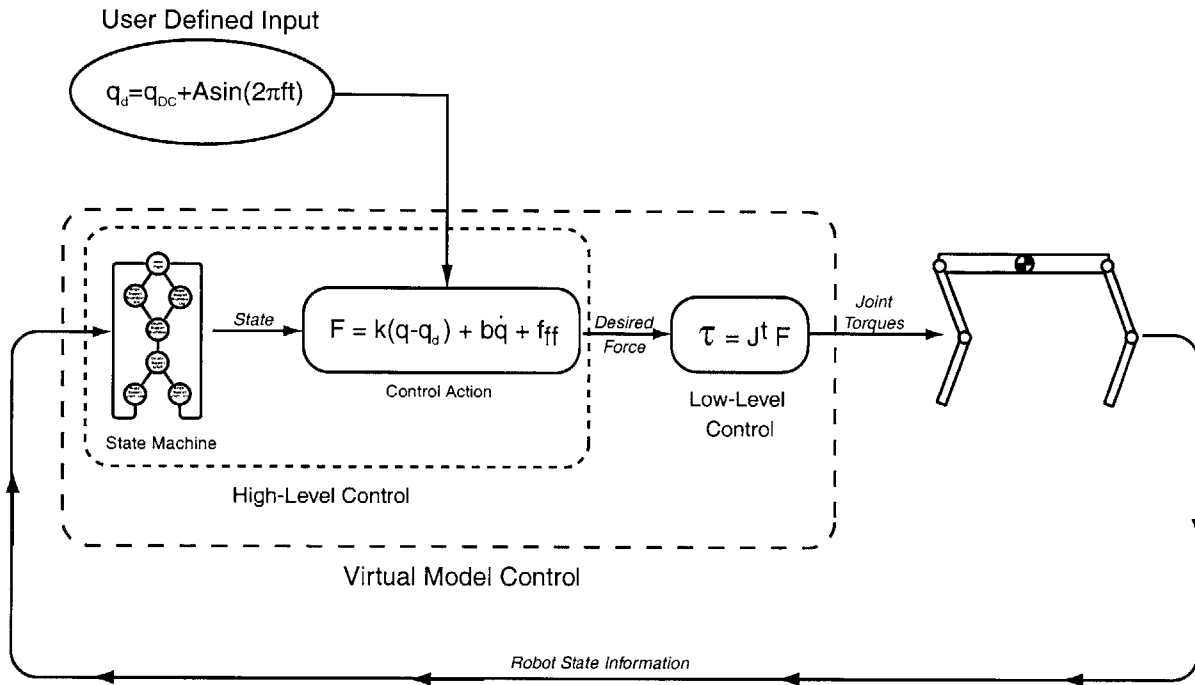 User Defined Input
q_d=q_DC+Asin(2πft)
State
F = k(q-q_d) + bq̇ + f_ff
Control Action
State Machine
High-Level Control
Desired
Force
τ = Jᵗ F
Low-Level
Control
Joint
Torques
Virtual Model Control
Robot State Information